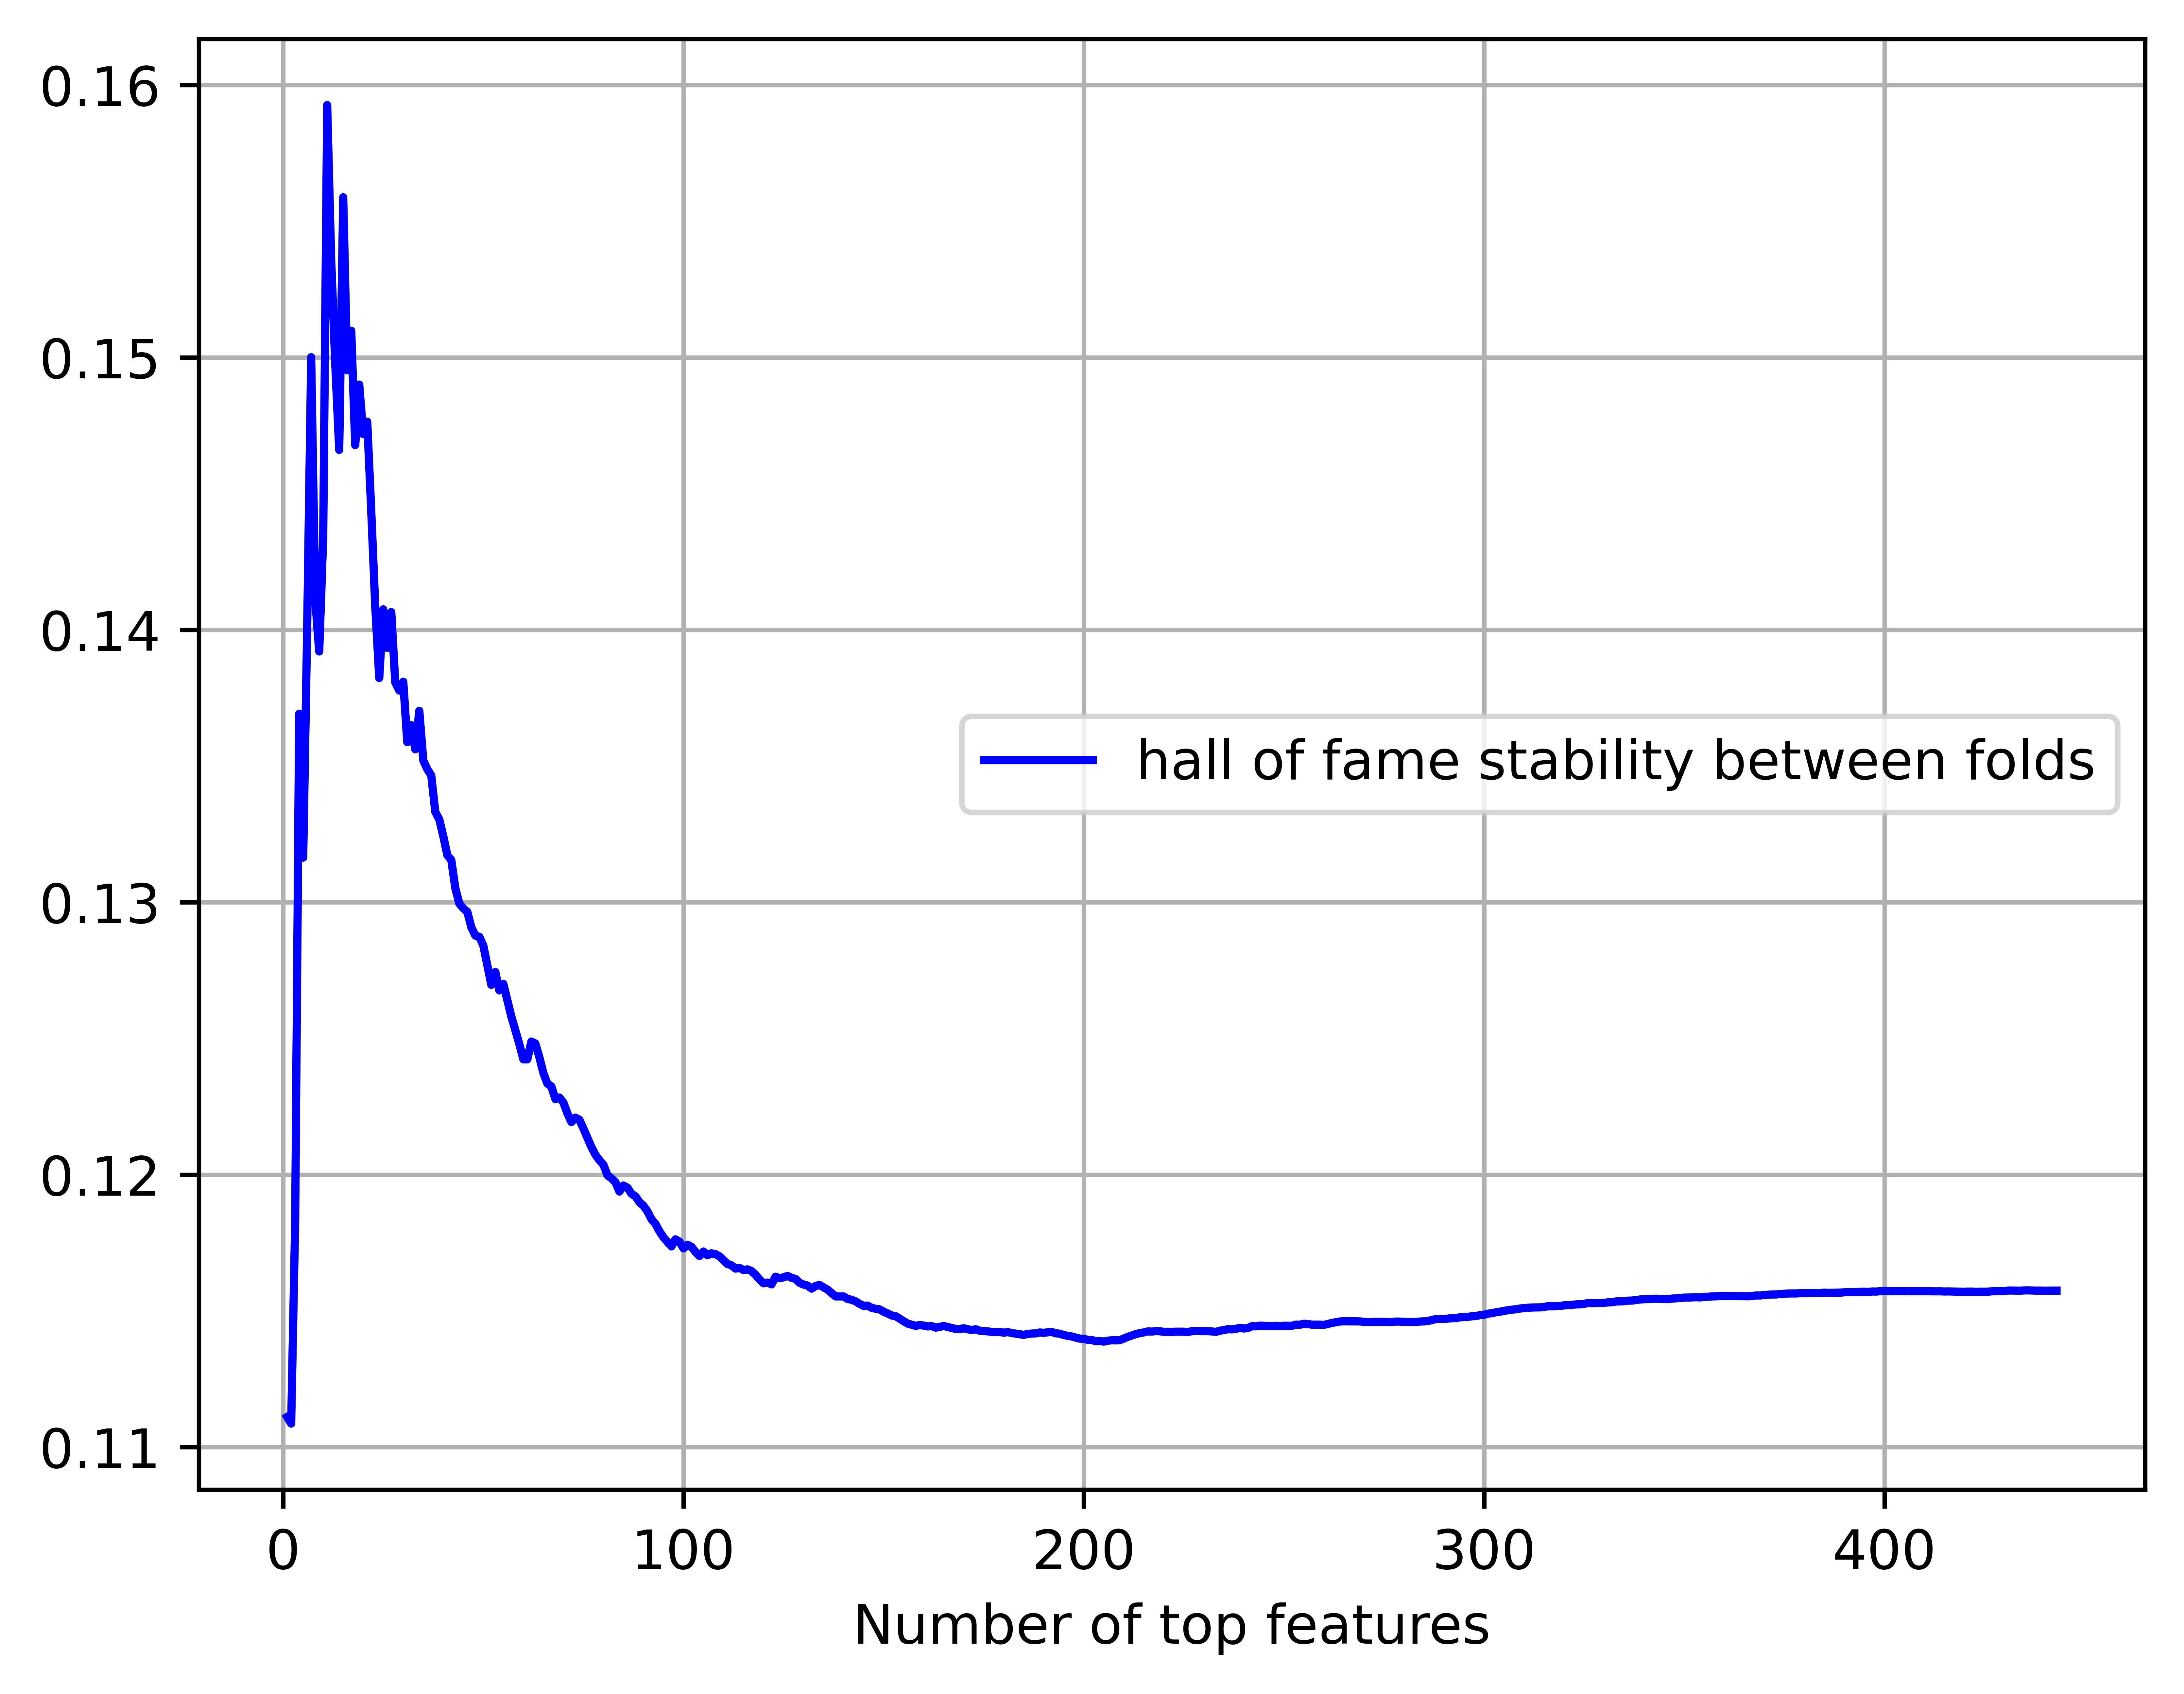 0.16
0.15
0.14
0.13
0.12
0.11
hall of fame stability between folds
0 100 200 300 400
Number of top features